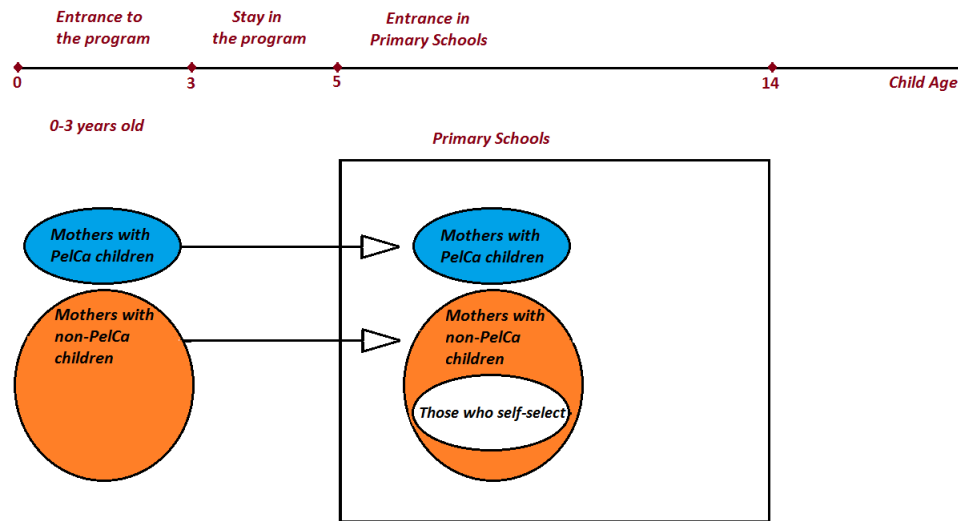 Entrance to
the program
Stay in
the program
Entrance in
Primary Schools
0
3
5
14
Child Age
0-3 years old
Primary Schools
Mothers with
PelCa children
Mothers with
PelCa children
Mothers with
non-PelCa
children
Mothers with
non-PelCa
children
Those who self-select